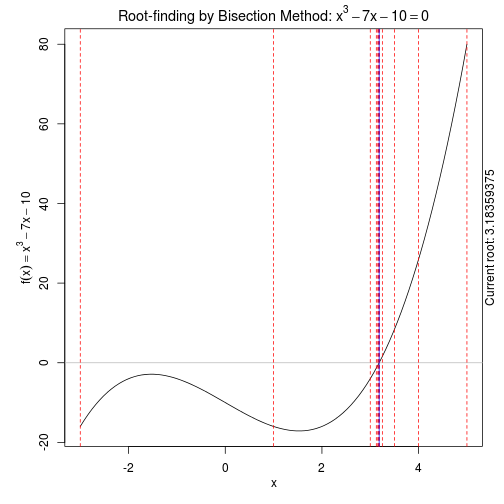 Root-finding by Bisection Method: x³ − 7x − 10 = 0
80
60
40
20
0
-20
f(x) = x³ − 7x − 10
-2
0
2
4
x
Current root: 3.18359375